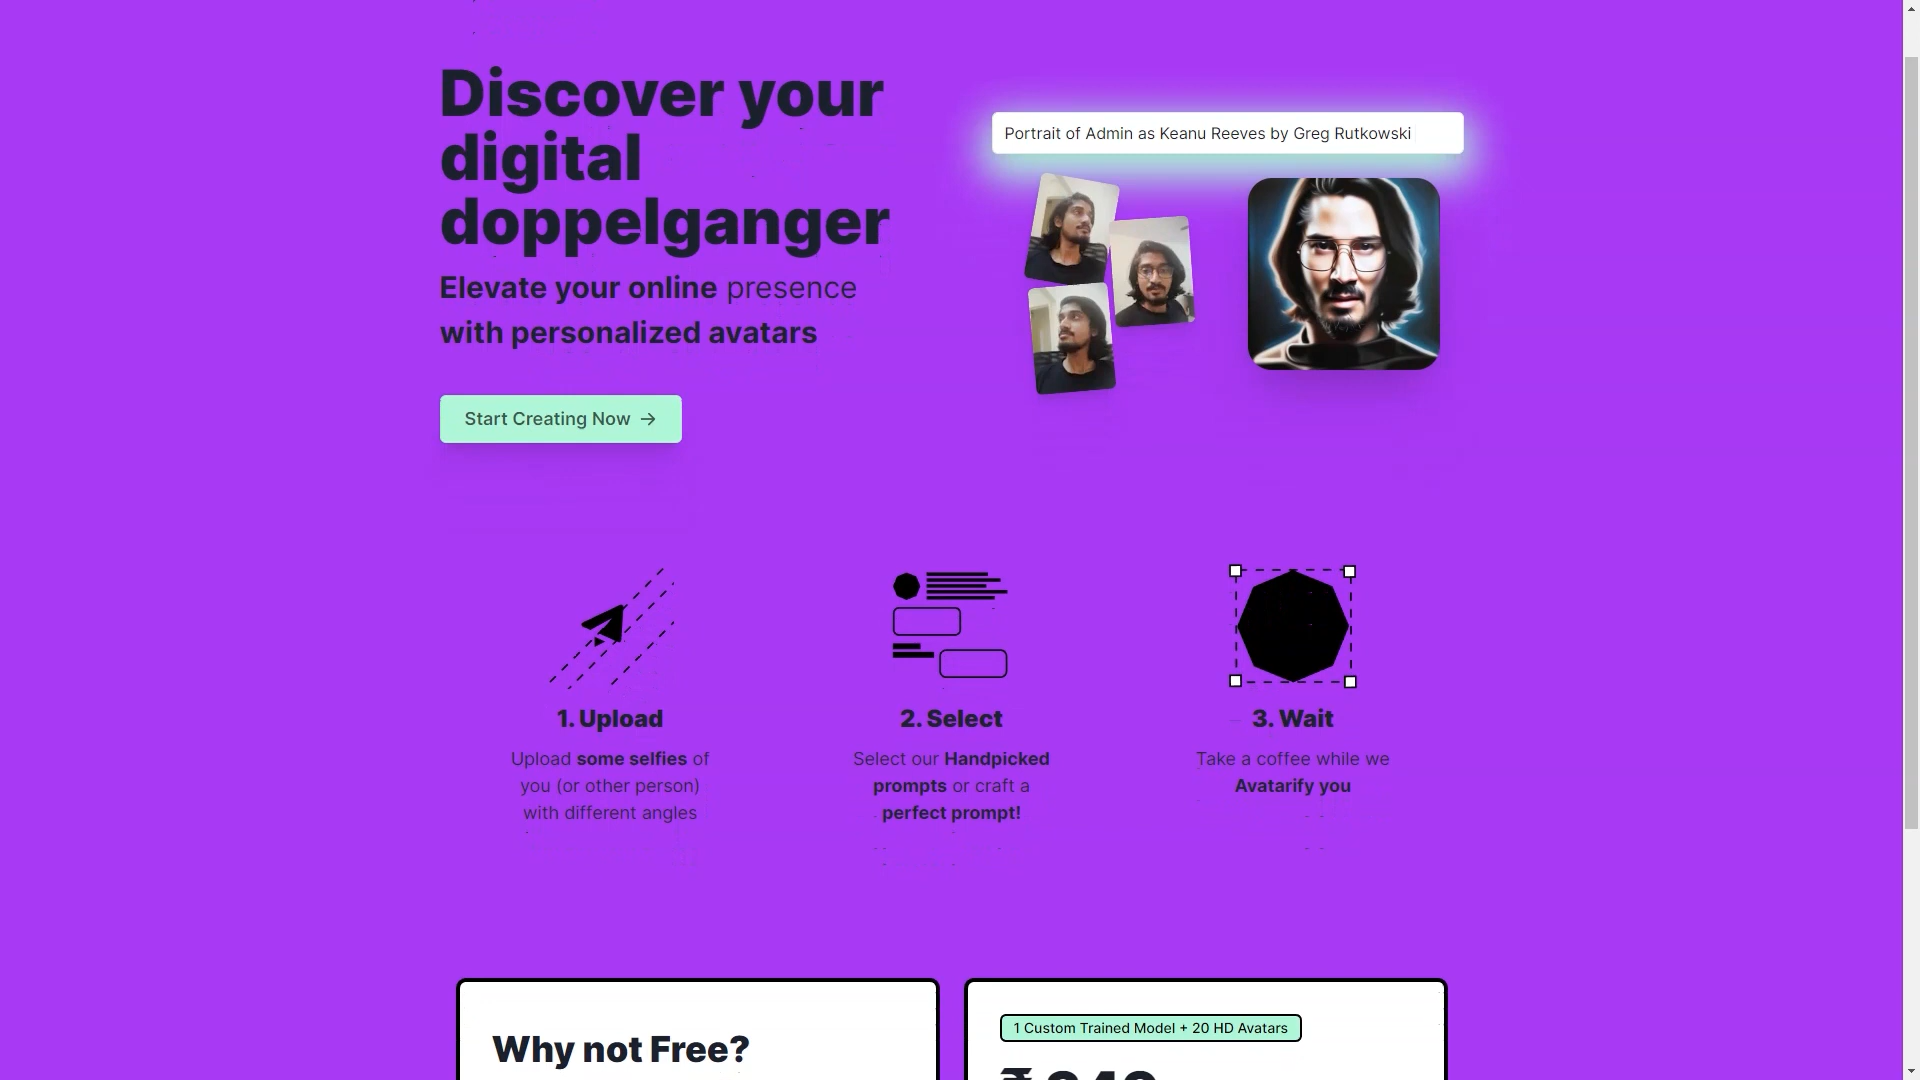 Discover your
digital
doppelganger
Elevate your online presence
with personalized avatars
Start Creating Now →
Portrait of Admin as Keanu Reeves by Greg Rutkowski
1. Upload
Upload some selfies of
you (or other person)
with different angles
2. Select
Select our Handpicked
prompts or craft a
perfect prompt!
3. Wait
Take a coffee while we
Avatarify you
Why not Free?
1 Custom Trained Model + 20 HD Avatars